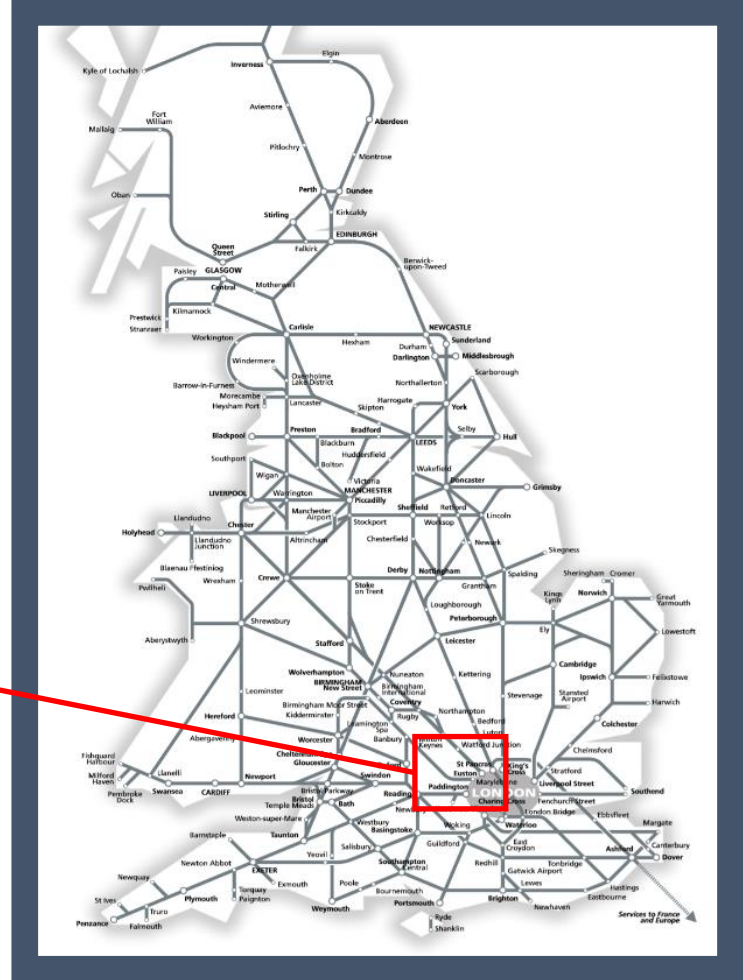 Elgin
Inverness
Kyle of Lochalsh
Aviemore
Fort
William
Aberdeen
Mallaig
Pitlochry
Montrose
Perth
Dundee
Oban
Stirling
Kirkcaldy
EDINBURGH
Queen
Street
Falkirk
Berwick-
upon-Tweed
Paisley
GLASGOW
Central
Motherwell
Prestwick
Kilmarnock
Stranraer
Carlisle
NEWCASTLE
Workington
Hexham
Sunderland
Durham
Darlington
Middlesbrough
Windermere
Scarborough
Oxenholme
Lake District
Northallerton
Barrow-in-Furness
Morecambe
Heysham Port
Lancaster
Harrogate
Skipton
York
Blackpool
Preston
Bradford
Selby
Blackburn
LEEDS
Hull
Southport
Huddersfield
Bolton
Wakefield
Wigan
Victoria
Doncaster
LIVERPOOL
Warrington
MANCHESTER
Piccadilly
Grimsby
Manchester
Airport
Sheffield
Retford
Llandudno
Chester
Stockport
Worksop
Lincoln
Holyhead
Llandudno
Junction
Altrincham
Chesterfield
Newark
Skegness
Blaenau Ffestiniog
Derby
Nottingham
Spalding
Sheringham
Cromer
Pwllheli
Wrexham
Crewe
Stoke
on Trent
Grantham
Kings
Lynn
Norwich
Great
Yarmouth
Loughborough
Shrewsbury
Peterborough
Aberystwyth
Stafford
Leicester
Ely
Lowestoft
Wolverhampton
Nuneaton
Kettering
Cambridge
BIRMINGHAM
New Street
Birmingham
International
Ipswich
Felixstowe
Leominster
Coventry
Stevenage
Stansted
Airport
Birmingham Moor Street
Kidderminster
Rugby
Northampton
Harwich
Hereford
Leamington
Spa
Bedford
Colchester
Abergavenny
Worcester
Banbury
Keynes
Luton
Watford Junction
Chelmsford
Fishguard
Harbour
Gloucester
St Pancras
King's
Cross
Milford
Haven
Llanelli
Newport
Swindon
Euston
Stratford
Pembroke
Dock
Swansea
CARDIFF
Bristol Parkway
Paddington
Marylebone
Liverpool Street
Southend
Bristol
Temple Meads
Bath
Reading
LONDON
Charing Cross
Fenchurch Street
Weston-super-Mare
London Bridge
Ebbsfleet
Westbury
Basingstoke
Woking
Waterloo
Margate
Barnstaple
Taunton
Salisbury
Guildford
East
Croydon
Canterbury
Newton Abbot
Yeovil
Ashford
Dover
EXETER
Southampton
Central
Redhill
Tonbridge
Gatwick Airport
Newquay
Exmouth
Poole
Lewes
Hastings
St Ives
Plymouth
Torquay
Paignton
Bournemouth
Eastbourne
Truro
Weymouth
Portsmouth
Brighton
Newhaven
Penzance
Falmouth
Ryde
Shanklin
Services to France
and Europe